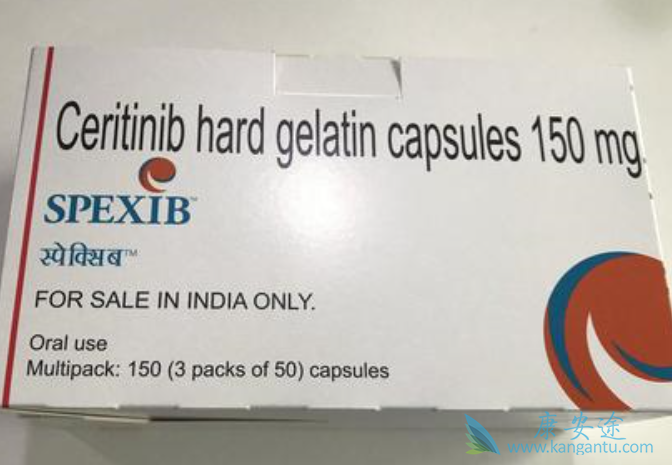 Ceritinib hard gelatin capsules 150 mg.
SPEXIB™
स्पेक्सिब™
FOR SALE IN INDIA ONLY.
Oral use
Multipack: 150 (3 packs of 50) capsules
康安途
www.kangantu.com